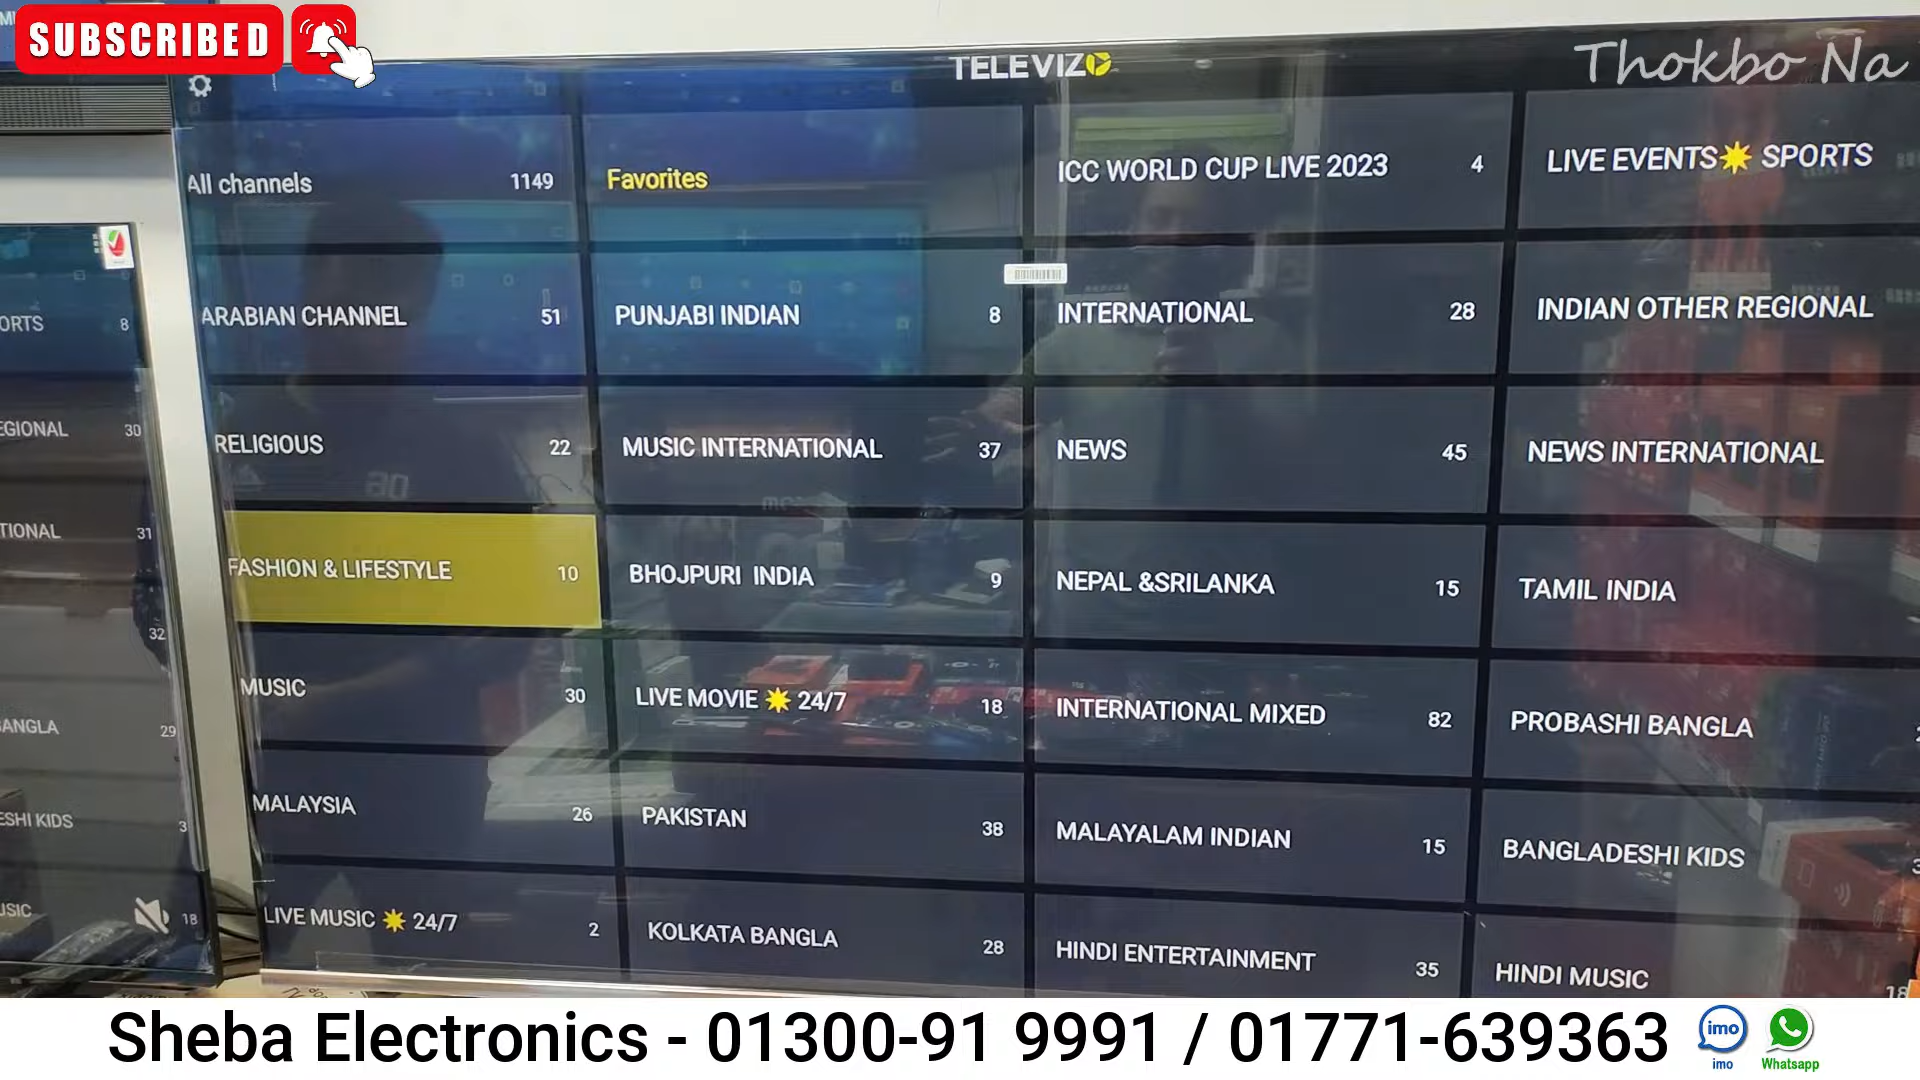 SUBSCRIBED
TELEVIZO
Thokbo Na
All channels 1149
Favorites
ICC WORLD CUP LIVE 2023 4
LIVE EVENTS SPORTS
ARABIAN CHANNEL 51
PUNJABI INDIAN 8
INTERNATIONAL 28
INDIAN OTHER REGIONAL
RELIGIOUS 22
MUSIC INTERNATIONAL 37
NEWS 45
NEWS INTERNATIONAL
FASHION & LIFESTYLE 10
BHOJPURI INDIA 9
NEPAL &SRILANKA 15
TAMIL INDIA
MUSIC 30
LIVE MOVIE 24/7 18
INTERNATIONAL MIXED 82
PROBASHI BANGLA
MALAYSIA 26
PAKISTAN 38
MALAYALAM INDIAN 15
BANGLADESHI KIDS
LIVE MUSIC 24/7 2
KOLKATA BANGLA 28
HINDI ENTERTAINMENT 35
HINDI MUSIC 18
ORTS 8
EGIONAL 30
TIONAL 31
32
BANGLA 29
ESHI KIDS 3
USIC 18
Sheba Electronics - 01300-91 9991 / 01771-639363
imo
imo
Whatsapp